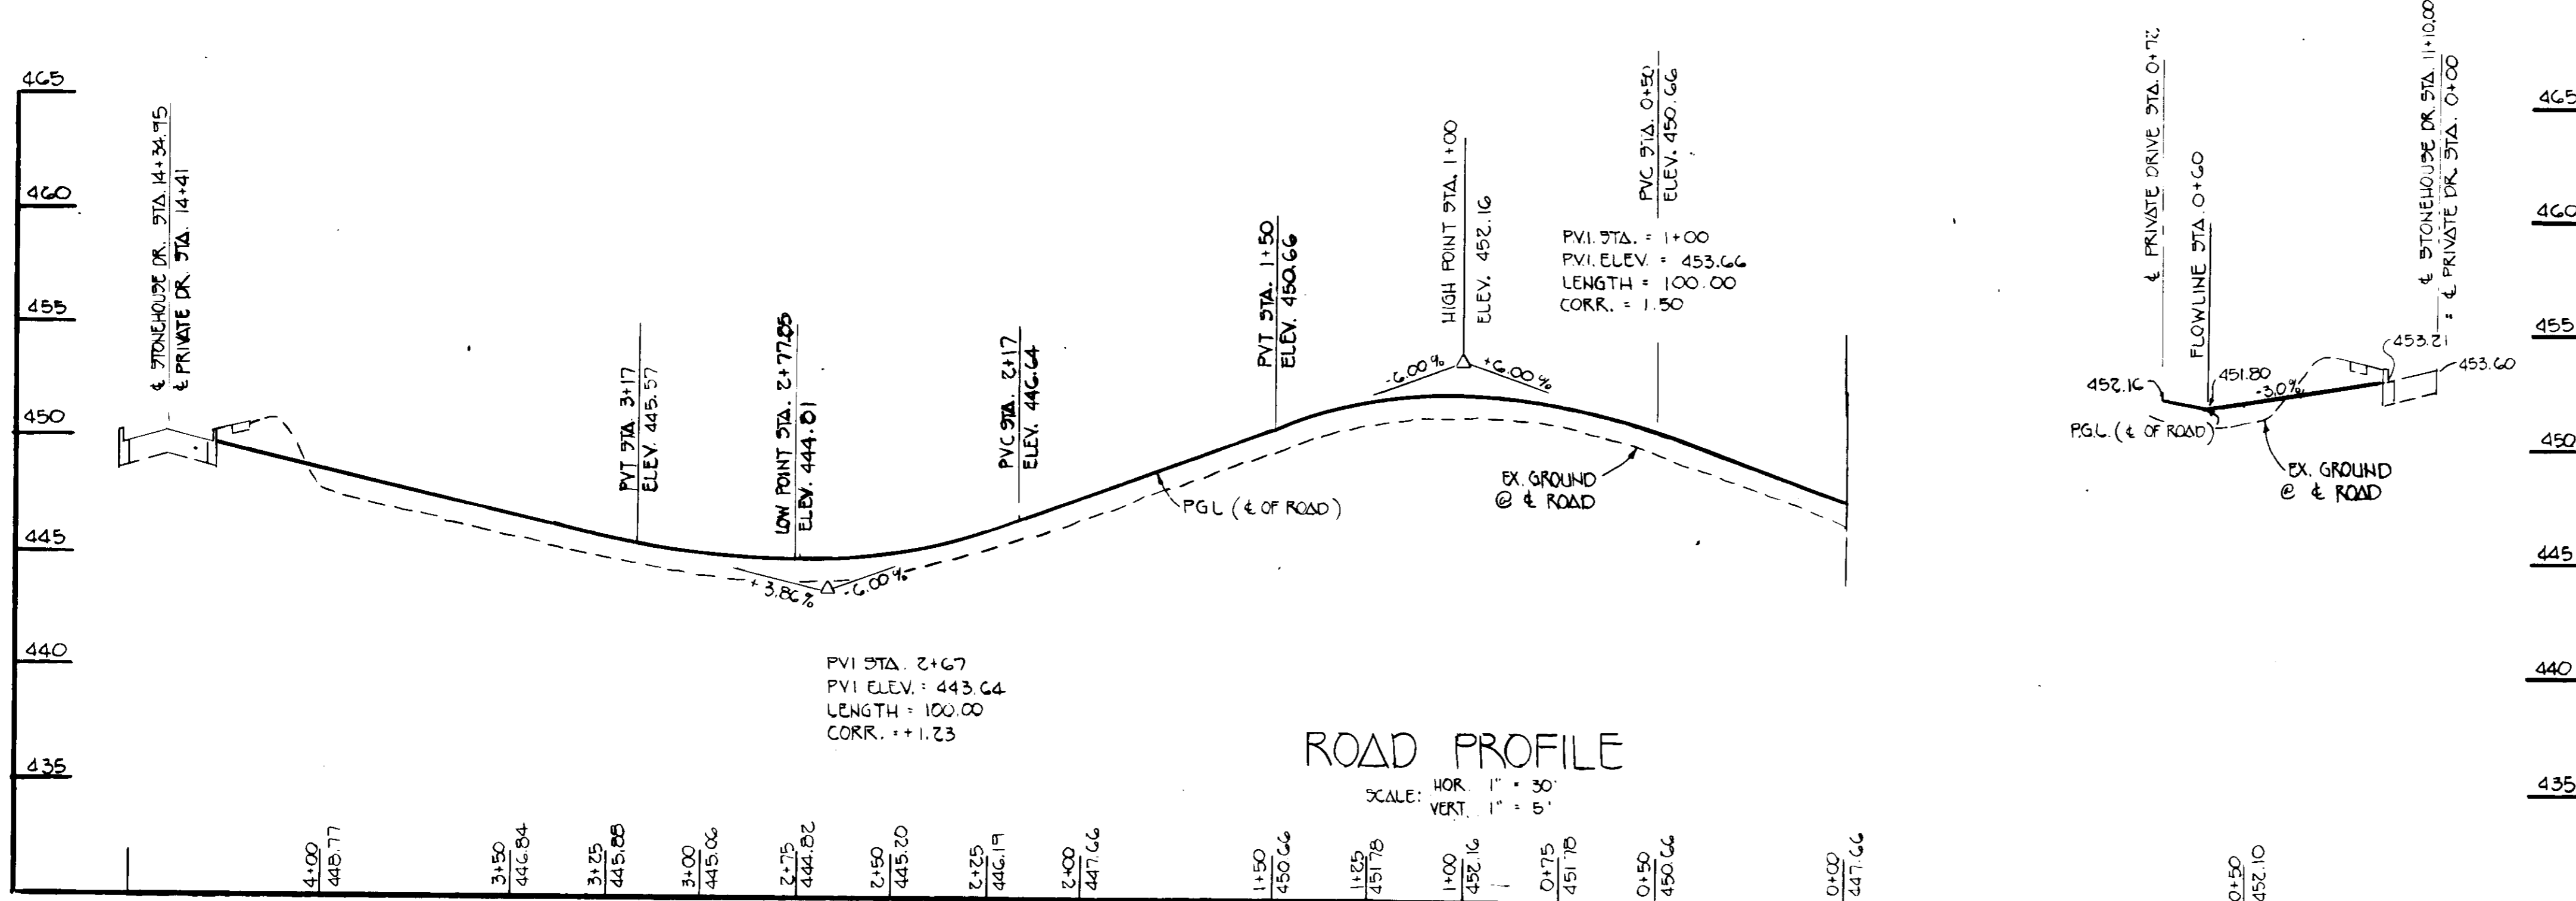 465
460
455
450
445
440
435
℄ STONEHOUSE DR. STA. 14+34.95
℄ PRIVATE DR. STA. 14+41
PVT STA. 3+17
ELEV. 445.57
LOW POINT STA. 2+77.85
ELEV. 444.81
PVC STA. 2+17
ELEV. 446.64
PVT STA. 1+50
ELEV. 450.66
HIGH POINT STA. 1+00
ELEV. 452.16
PVC STA. 0+50
ELEV. 450.66
P.V.I. STA. = 1+00
P.V.I. ELEV. = 453.66
LENGTH = 100.00
CORR. = 1.50
-6.00%
+6.00%
+3.86%
-6.00%
PGL (℄ OF ROAD)
EX. GROUND
@ ℄ ROAD
PVI STA. 2+67
PVI ELEV. = 443.64
LENGTH = 100.00
CORR. = +1.23
ROAD PROFILE
SCALE: HOR. 1" = 30'
VERT. 1" = 5'
℄ PRIVATE DRIVE STA. 0+72
FLOWLINE STA. 0+60
℄ STONEHOUSE DR. STA. 11+10.00
= ℄ PRIVATE DR. STA. 0+00
452.16
451.80
-3.0%
453.21
453.60
P.G.L. (℄ OF ROAD)
EX. GROUND
@ ℄ ROAD
465
460
455
450
445
440
435
4+00
448.77
3+50
446.84
3+25
445.88
3+00
445.06
2+75
444.82
2+50
445.20
2+25
446.19
2+00
447.66
1+50
450.66
1+25
451.78
1+00
452.16
0+75
451.78
0+50
450.66
0+00
447.66
0+50
452.10